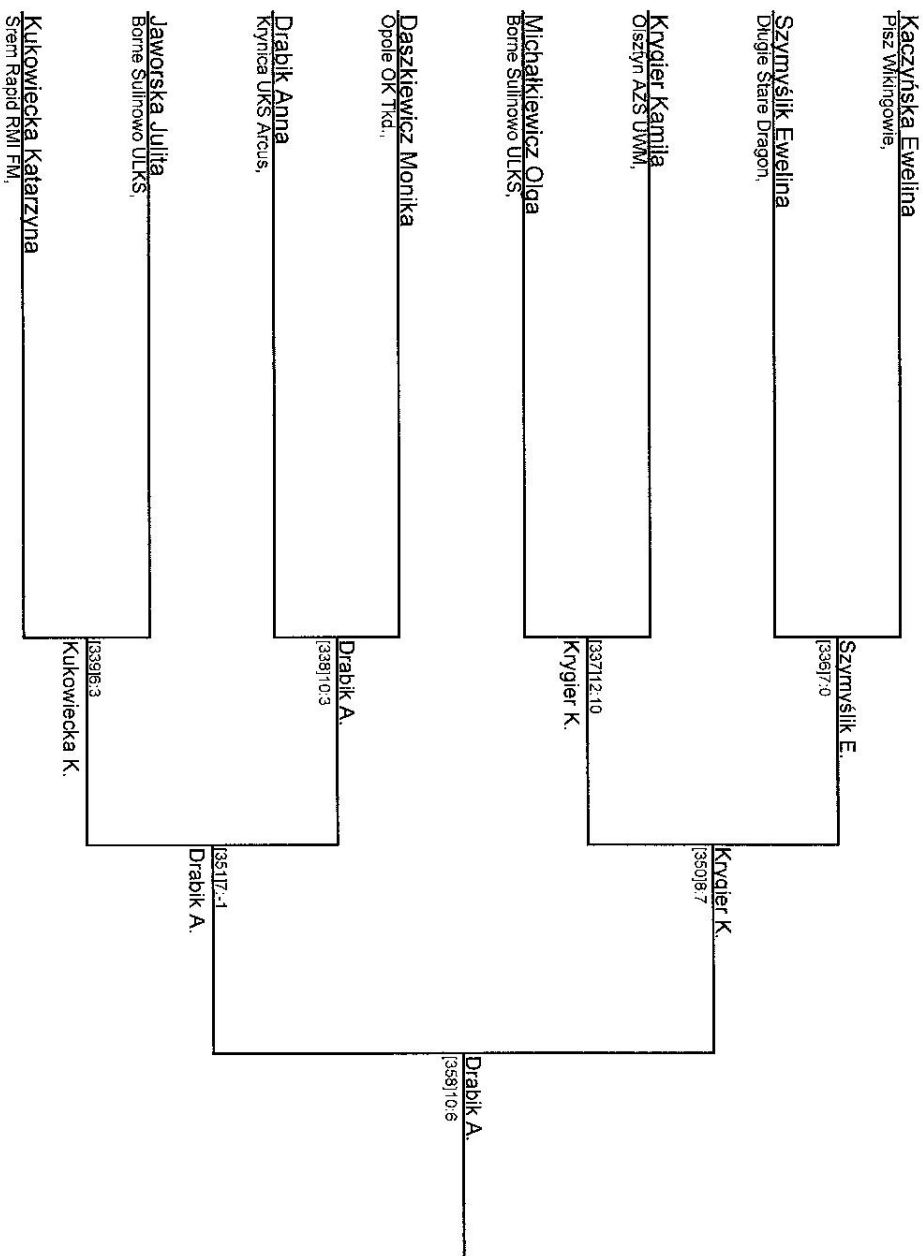 Kaczyńska Ewelina
Pisz Wikingowie,
Szymyślik Ewelina
Długie Stare Dragon,
Krygier Kamila
Olsztyn AZS UWM,
Michałkiewicz Olga
Borne Sulinowo ULKS,
Daszkiewicz Monika
Opole OK Tkd.,
Drabik Anna
Krynica UKS Arcus,
Jaworska Julita
Borne Sulinowo ULKS,
Kukowiecka Katarzyna
Śrem Rapid RMI FM,
Szymyślik E.
[336]7:0
[337]12:10
Krygier K.
Drabik A.
[338]10:3
[339]6:3
Kukowiecka K.
Krygier K.
[350]8:7
[351]7:-1
Drabik A.
Drabik A.
[358]10:6